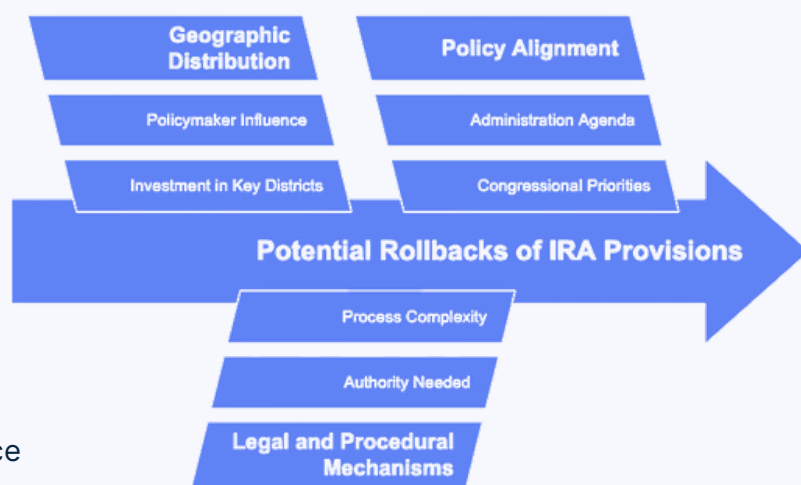 Geographic
Distribution
Policymaker Influence
Investment in Key Districts
Policy Alignment
Administration Agenda
Congressional Priorities
Potential Rollbacks of IRA Provisions
Process Complexity
Authority Needed
Legal and Procedural
Mechanisms